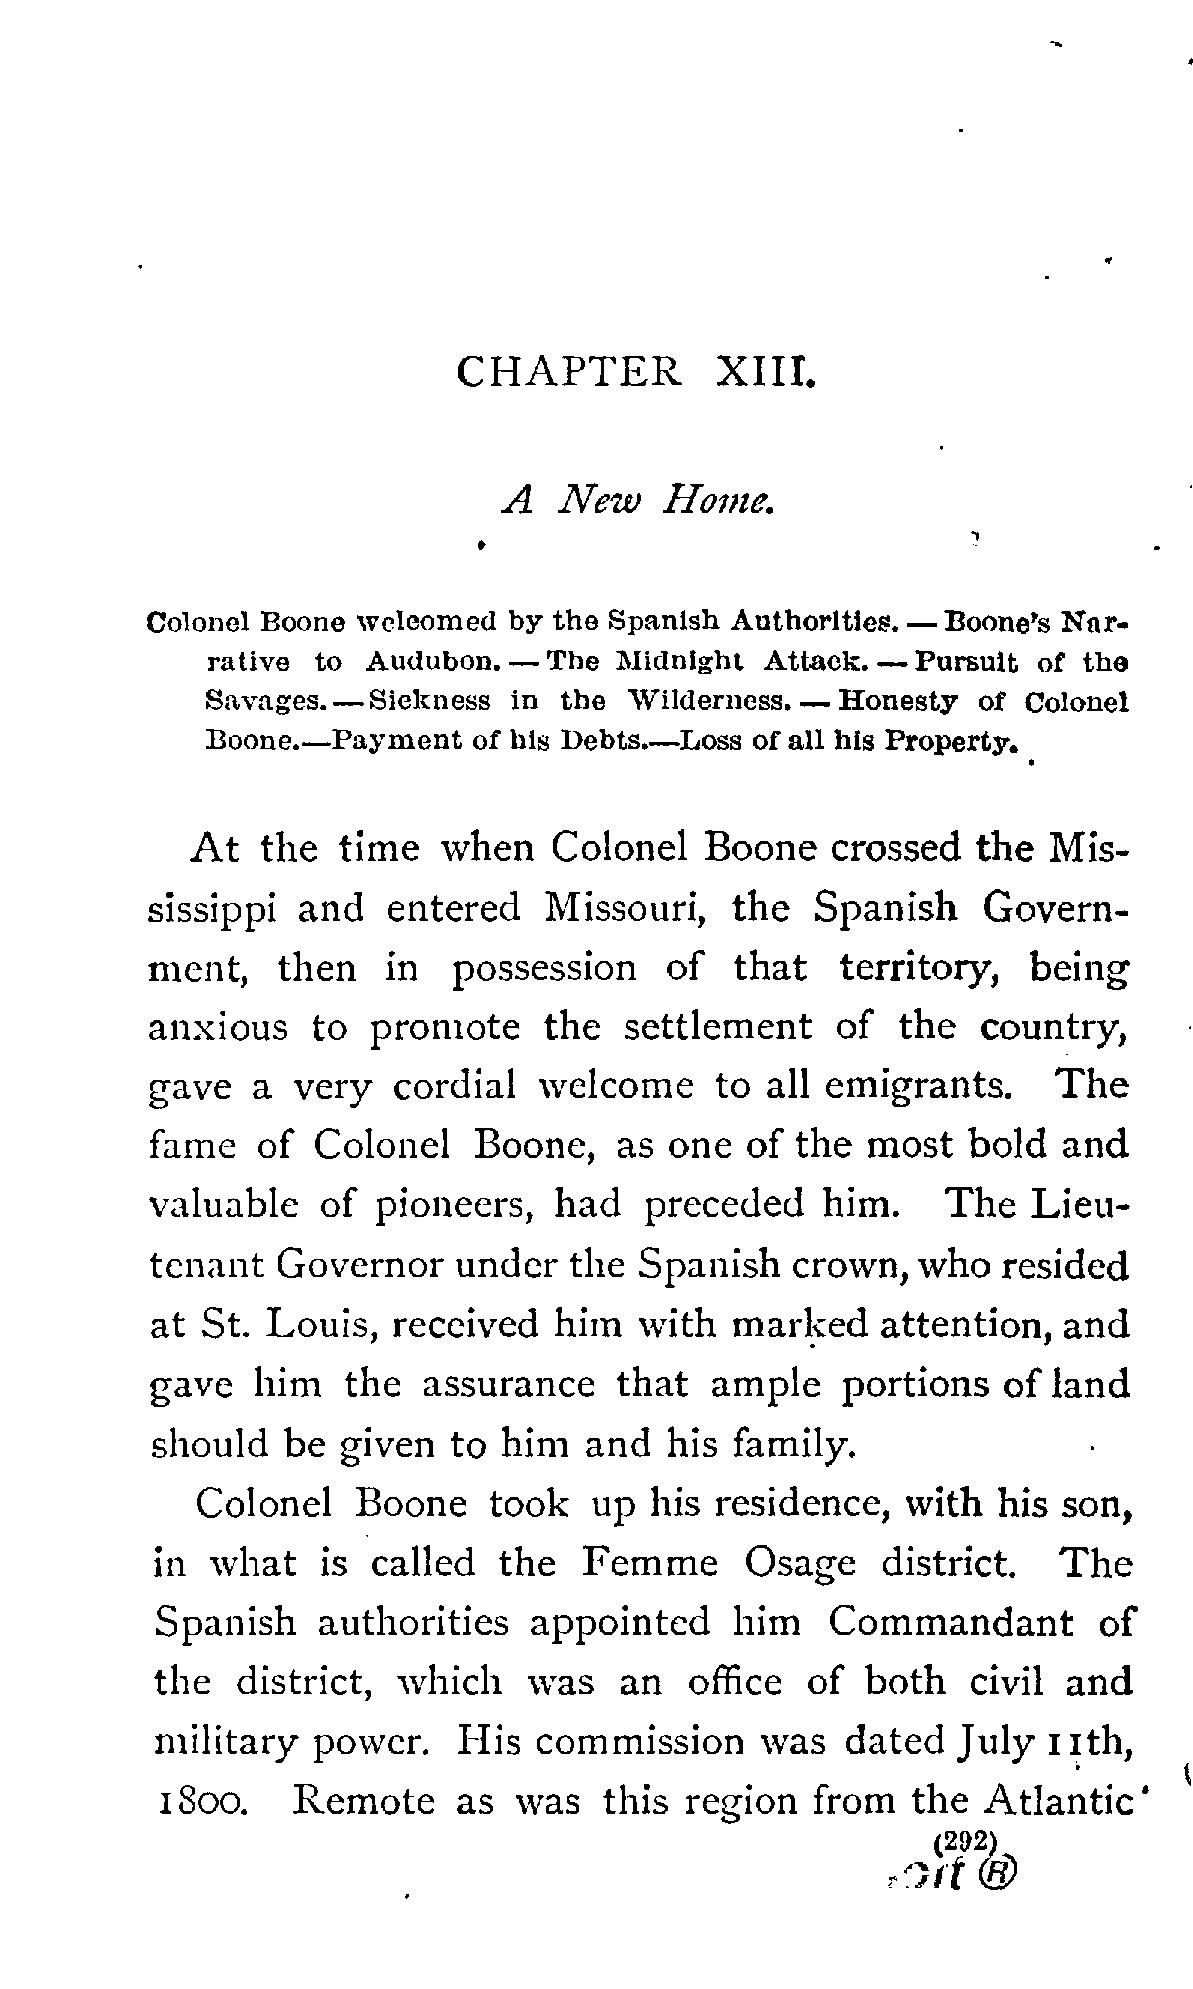 CHAPTER XIII.
A New Home.
Colonel Boone welcomed by the Spanish Authorities. — Boone's Nar-
rative to Audubon. — The Midnight Attack. — Pursuit of the
Savages. — Sickness in the Wilderness. — Honesty of Colonel
Boone.—Payment of his Debts.—Loss of all his Property.
At the time when Colonel Boone crossed the Mis-
sissippi and entered Missouri, the Spanish Govern-
ment, then in possession of that territory, being
anxious to promote the settlement of the country,
gave a very cordial welcome to all emigrants. The
fame of Colonel Boone, as one of the most bold and
valuable of pioneers, had preceded him. The Lieu-
tenant Governor under the Spanish crown, who resided
at St. Louis, received him with marked attention, and
gave him the assurance that ample portions of land
should be given to him and his family.
Colonel Boone took up his residence, with his son,
in what is called the Femme Osage district. The
Spanish authorities appointed him Commandant of
the district, which was an office of both civil and
military power. His commission was dated July 11th,
1800. Remote as was this region from the Atlantic
(292)